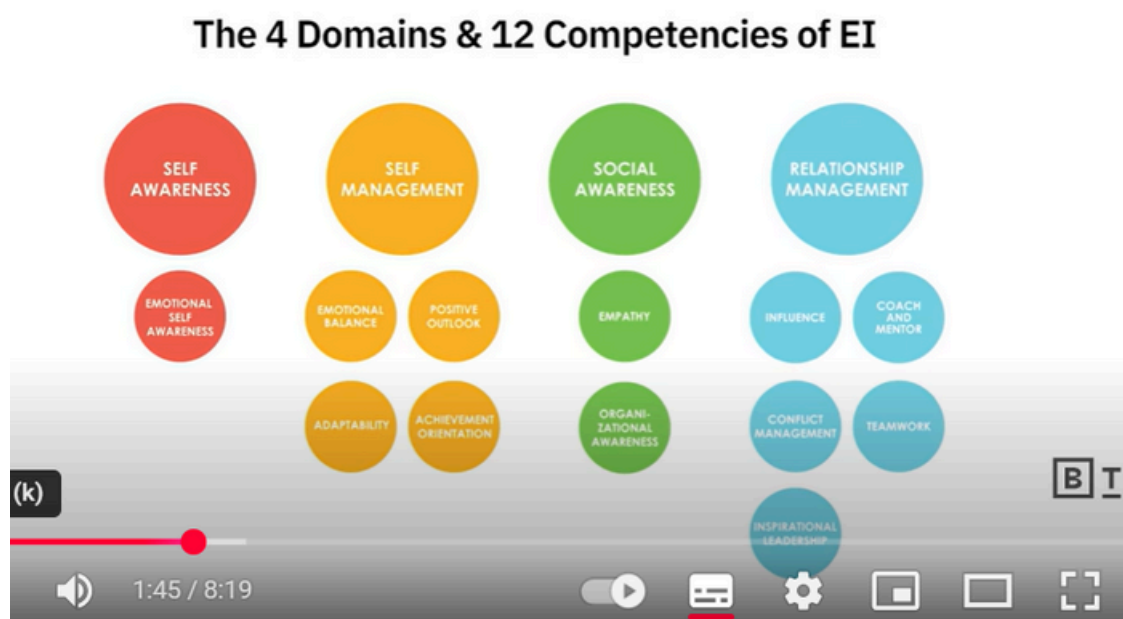 The 4 Domains & 12 Competencies of EI
SELF
AWARENESS
SELF
MANAGEMENT
SOCIAL
AWARENESS
RELATIONSHIP
MANAGEMENT
EMOTIONAL
SELF
AWARENESS
EMOTIONAL
BALANCE
POSITIVE
OUTLOOK
EMPATHY
INFLUENCE
COACH
AND
MENTOR
ADAPTABILITY
ACHIEVEMENT
ORIENTATION
ORGANI-
ZATIONAL
AWARENESS
CONFLICT
MANAGEMENT
TEAMWORK
INSPIRATIONAL
LEADERSHIP
(k)
B T
1:45 / 8:19